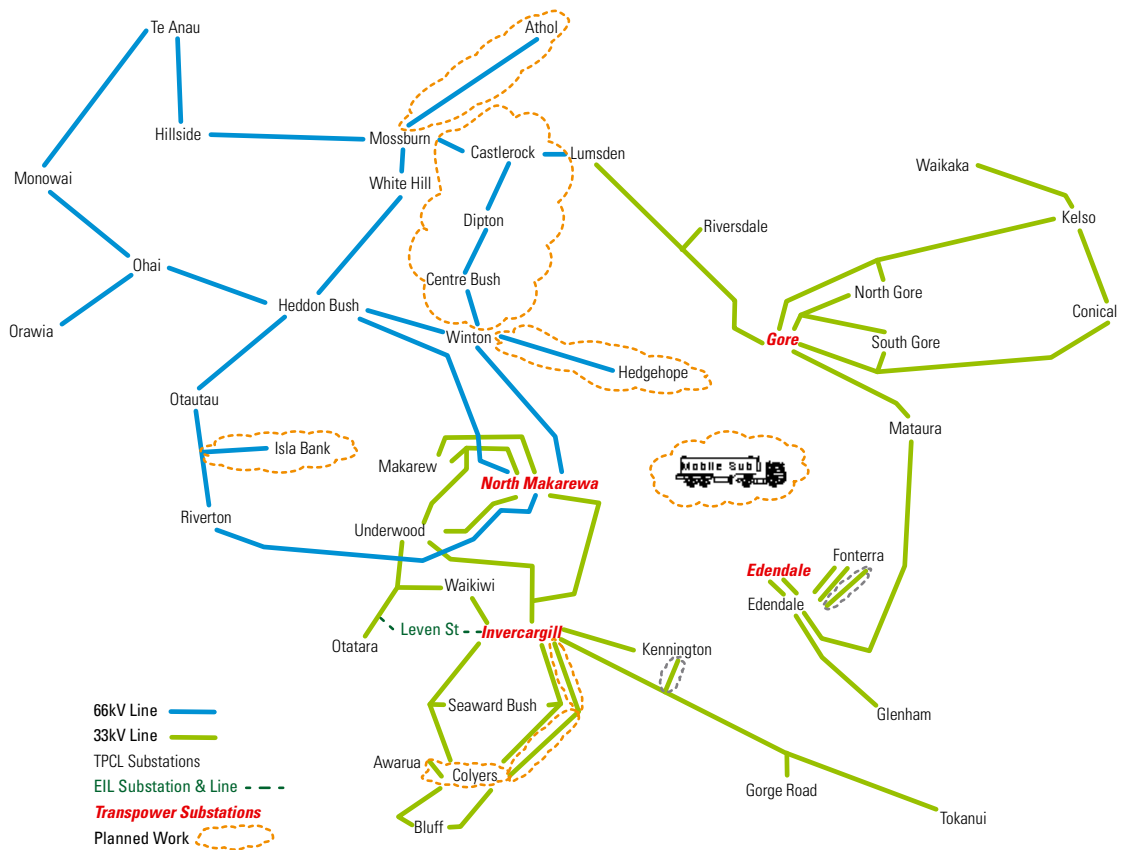 Te Anau
Athol
Hillside
Mossburn
Castlerock
Lumsden
Waikaka
Monowai
White Hill
Dipton
Riversdale
Kelso
Ohai
Centre Bush
North Gore
Orawia
Heddon Bush
Winton
Gore
South Gore
Conical
Hedgehope
Otautau
Mataura
Isla Bank
Makarew
North Makarewa
Mobile Sub
Riverton
Underwood
Fonterra
Edendale
Edendale
Waikiwi
Leven St
Invercargill
Otatara
Kennington
Seaward Bush
Glenham
Awarua
Colyers
Gorge Road
Tokanui
Bluff
66kV Line
33kV Line
TPCL Substations
EIL Substation & Line
Transpower Substations
Planned Work